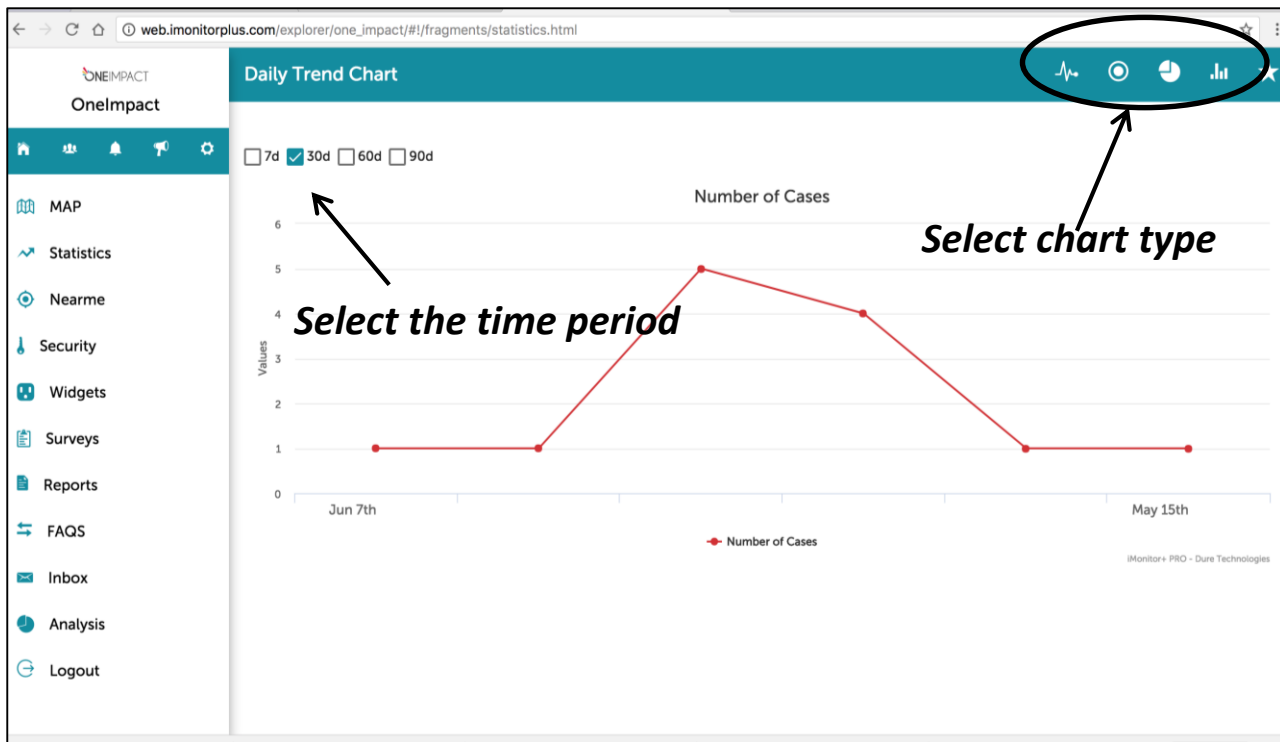 web.imonitorplus.com/explorer/one_impact/#!/fragments/statistics.html
ONEIMPACT
OneImpact
Daily Trend Chart
7d 30d 60d 90d
MAP
Statistics
Nearme
Security
Widgets
Surveys
Reports
FAQS
Inbox
Analysis
Logout
Number of Cases
Select chart type
Select the time period
Values
6
5
4
3
2
1
0
Jun 7th
May 15th
Number of Cases
iMonitor+ PRO - Dure Technologies